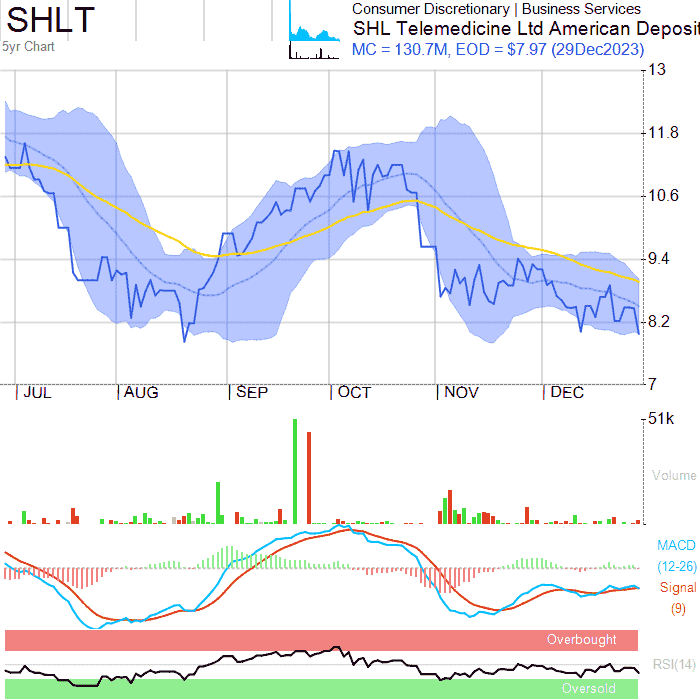 SHLT
5yr Chart
Consumer Discretionary | Business Services
SHL Telemedicine Ltd American Deposit
MC = 130.7M, EOD = $7.97 (29Dec2023)
13
11.8
10.6
9.4
8.2
7
JUL AUG SEP OCT NOV DEC
51k
Volume
MACD
(12-26)
Signal
(9)
Overbought
RSI(14)
Oversold